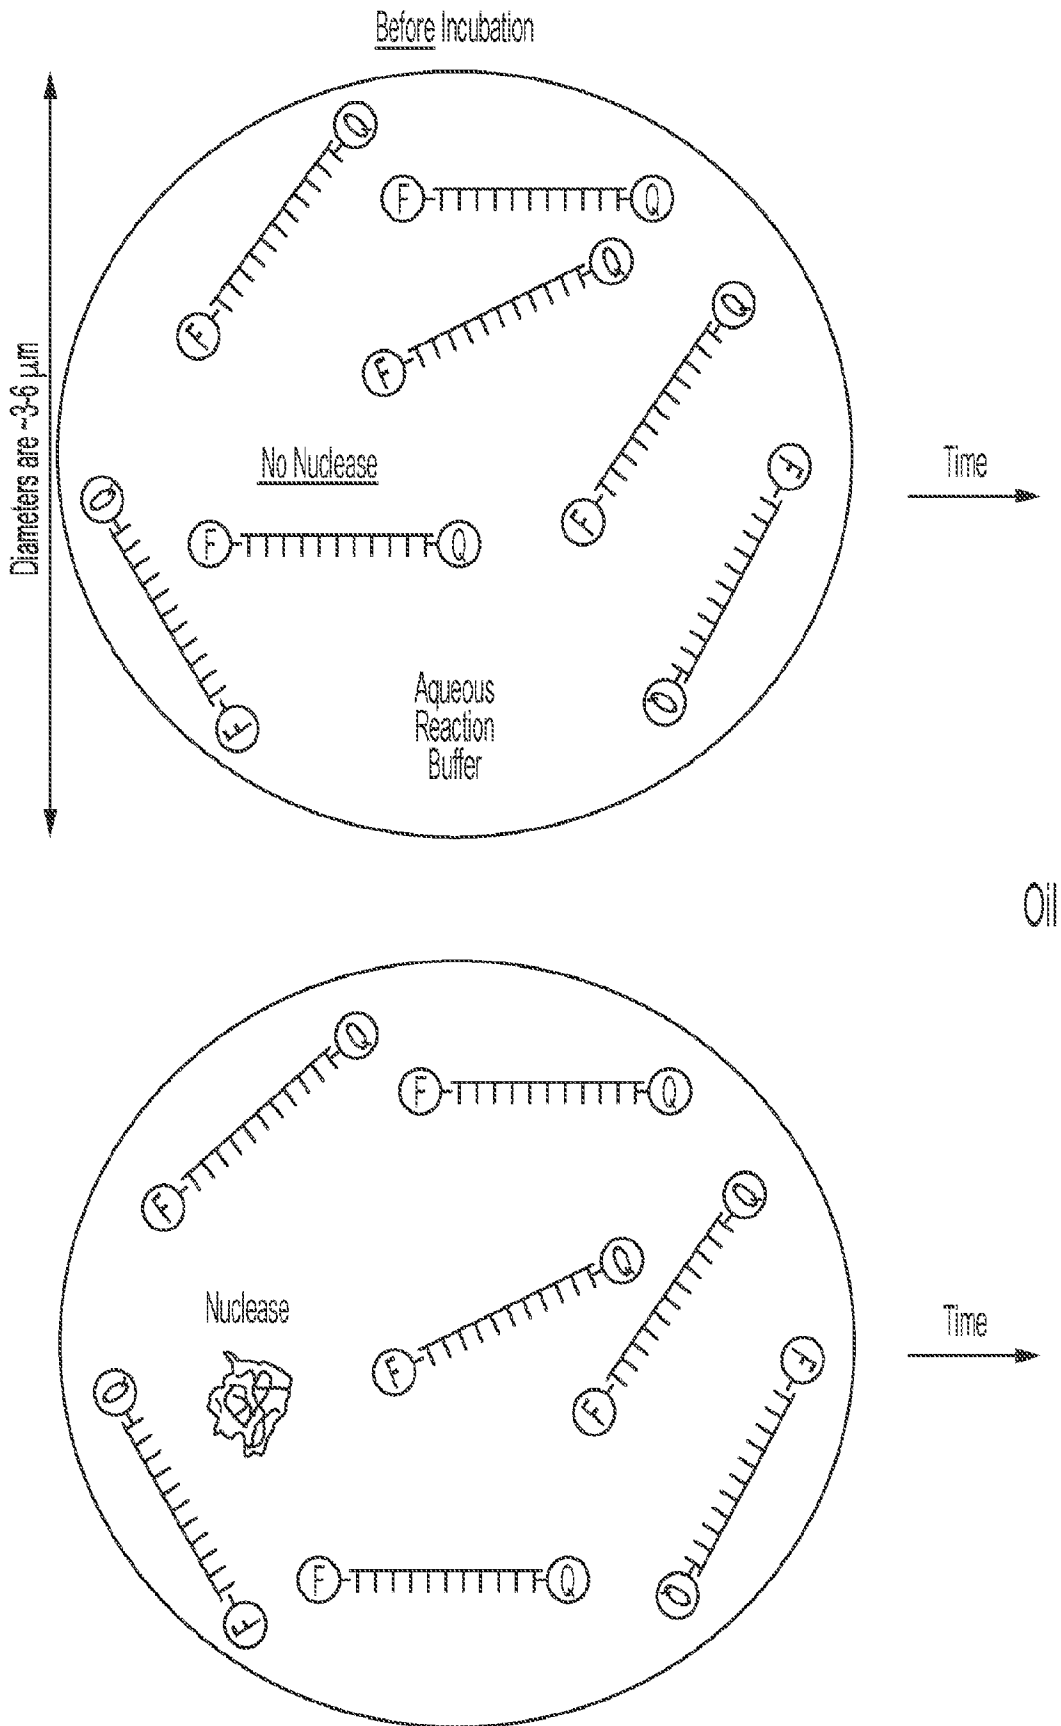 Before Incubation
Q
F Q
Q
F
Q
F
Diameters are ~3-6 μm
No Nuclease
F
Time
Q
F
F Q
Q
F
Aqueous
Reaction
Buffer
Oil
Q
F Q
Q
F
Q
Nuclease
F
Time
F
Q
F
F Q
Q
F